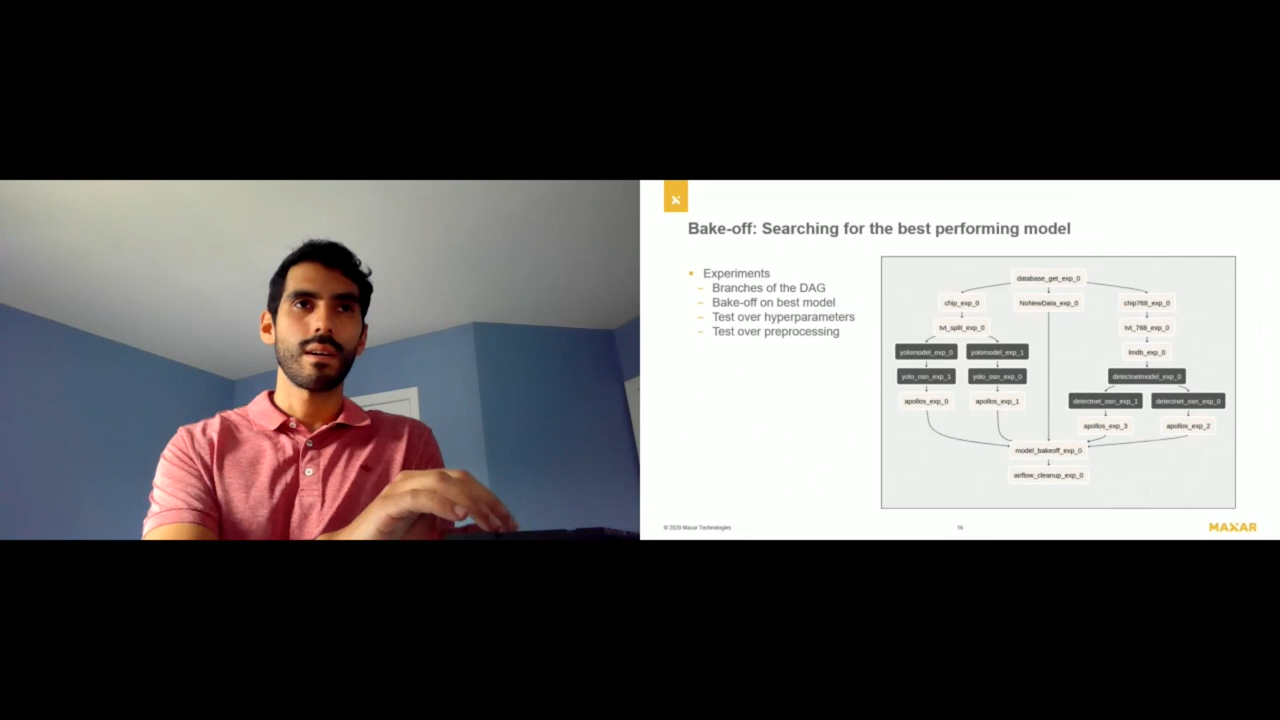 Bake-off: Searching for the best performing model
Experiments
– Branches of the DAG
– Bake-off on best model
– Test over hyperparameters
– Test over preprocessing
database_get_exp_0
chip_exp_0
NoNewData_exp_0
chip768_exp_0
tvt_split_exp_0
tvt_768_exp_0
yolomodel_exp_0
yolomodel_exp_1
lmdb_exp_0
yolo_osn_exp_1
yolo_osn_exp_0
detectnetmodel_exp_0
apollos_exp_0
apollos_exp_1
detectnet_osn_exp_1
detectnet_osn_exp_0
apollos_exp_3
apollos_exp_2
model_bakeoff_exp_0
airflow_cleanup_exp_0
© 2020 Maxar Technologies
16
MAXAR